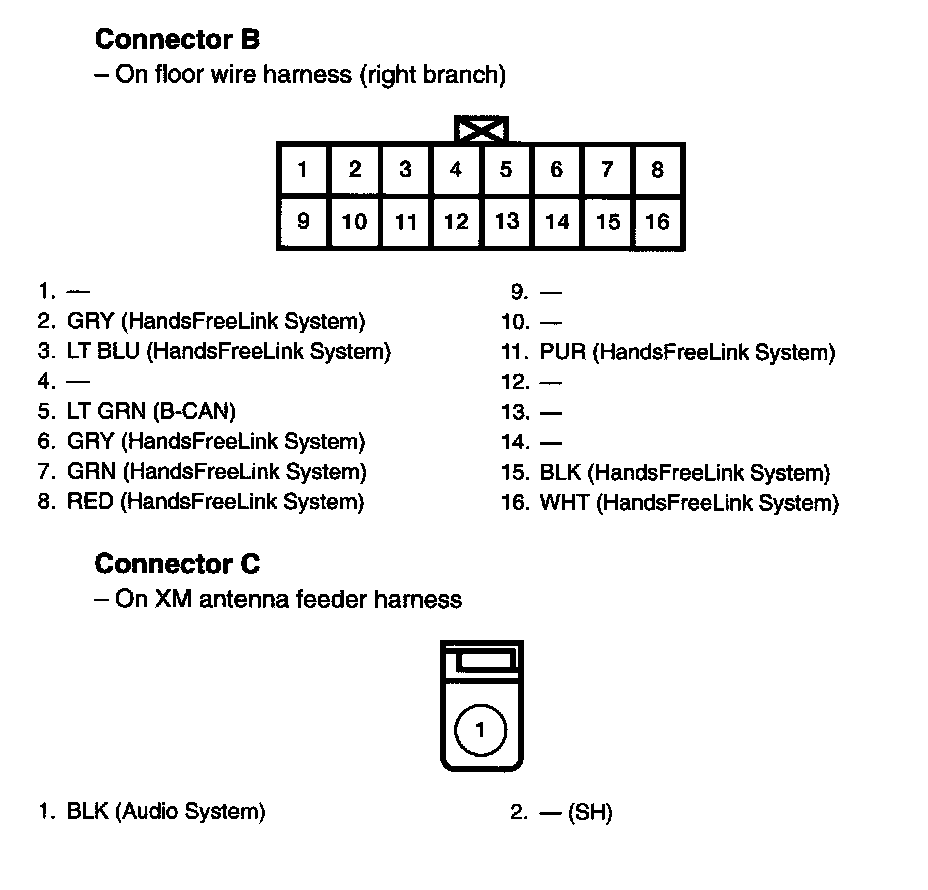 Connector B
– On floor wire harness (right branch)
1 2 3 4 5 6 7 8
9 10 11 12 13 14 15 16
1. —
2. GRY (HandsFreeLink System)
3. LT BLU (HandsFreeLink System)
4. —
5. LT GRN (B-CAN)
6. GRY (HandsFreeLink System)
7. GRN (HandsFreeLink System)
8. RED (HandsFreeLink System)
9. —
10. —
11. PUR (HandsFreeLink System)
12. —
13. —
14. —
15. BLK (HandsFreeLink System)
16. WHT (HandsFreeLink System)
Connector C
– On XM antenna feeder harness
1
1. BLK (Audio System)
2. — (SH)